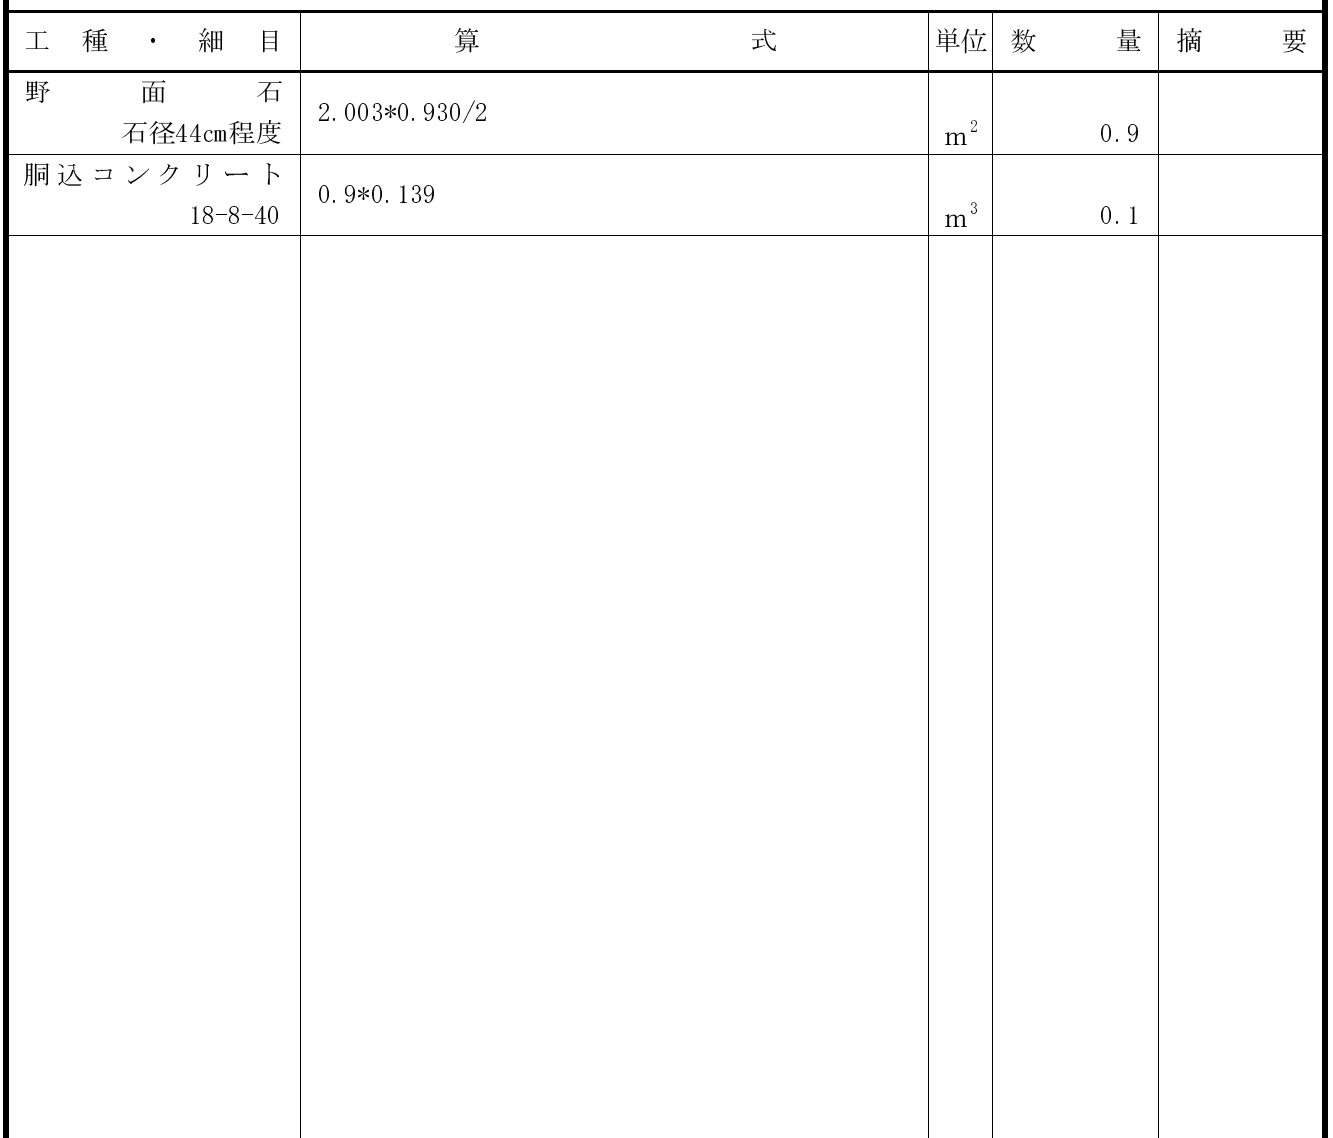 工種・細目 算式 単位 数量 摘要
野面石
石径44cm程度 2.003*0.930/2 m² 0.9
胴込コンクリート
18-8-40 0.9*0.139 m³ 0.1